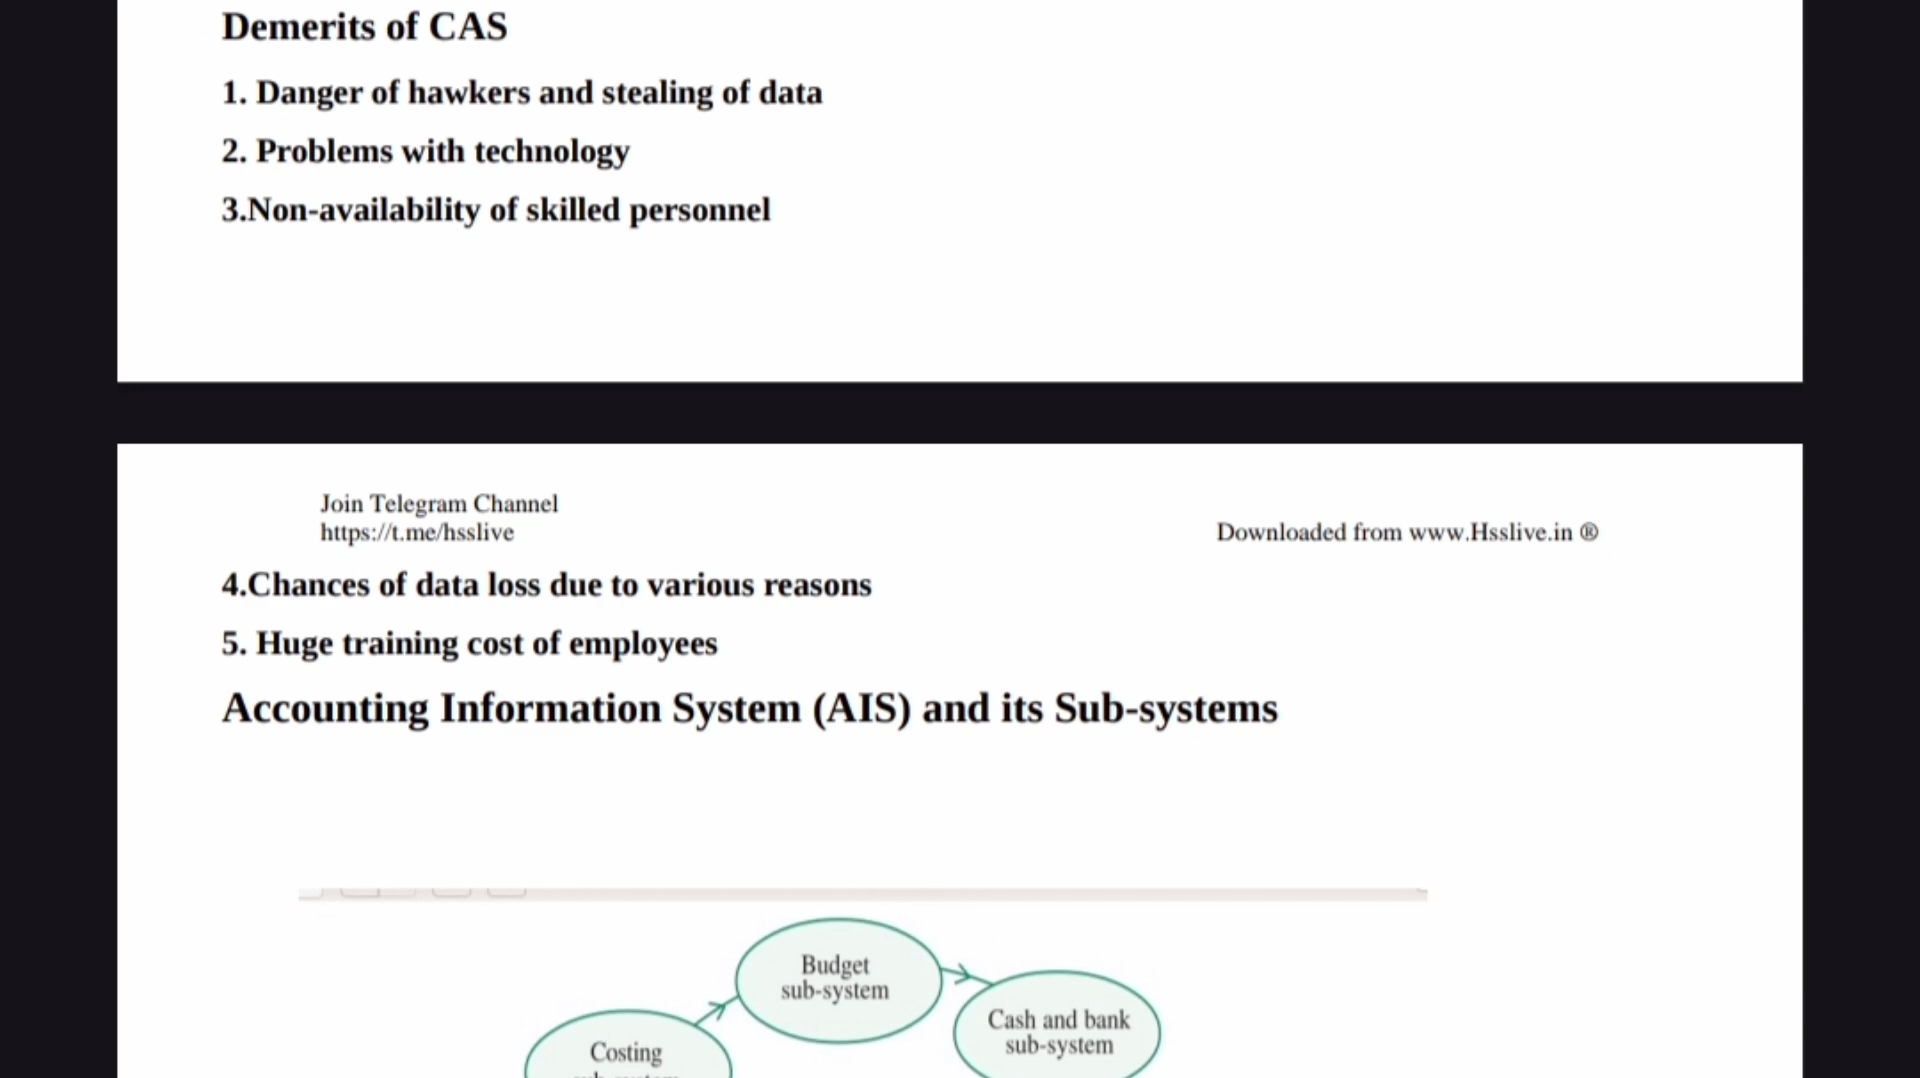 Demerits of CAS
1. Danger of hawkers and stealing of data
2. Problems with technology
3.Non-availability of skilled personnel
Join Telegram Channel
https://t.me/hsslive
Downloaded from www.Hsslive.in ®
4.Chances of data loss due to various reasons
5. Huge training cost of employees
Accounting Information System (AIS) and its Sub-systems
Budget
sub-system
Cash and bank
sub-system
Costing